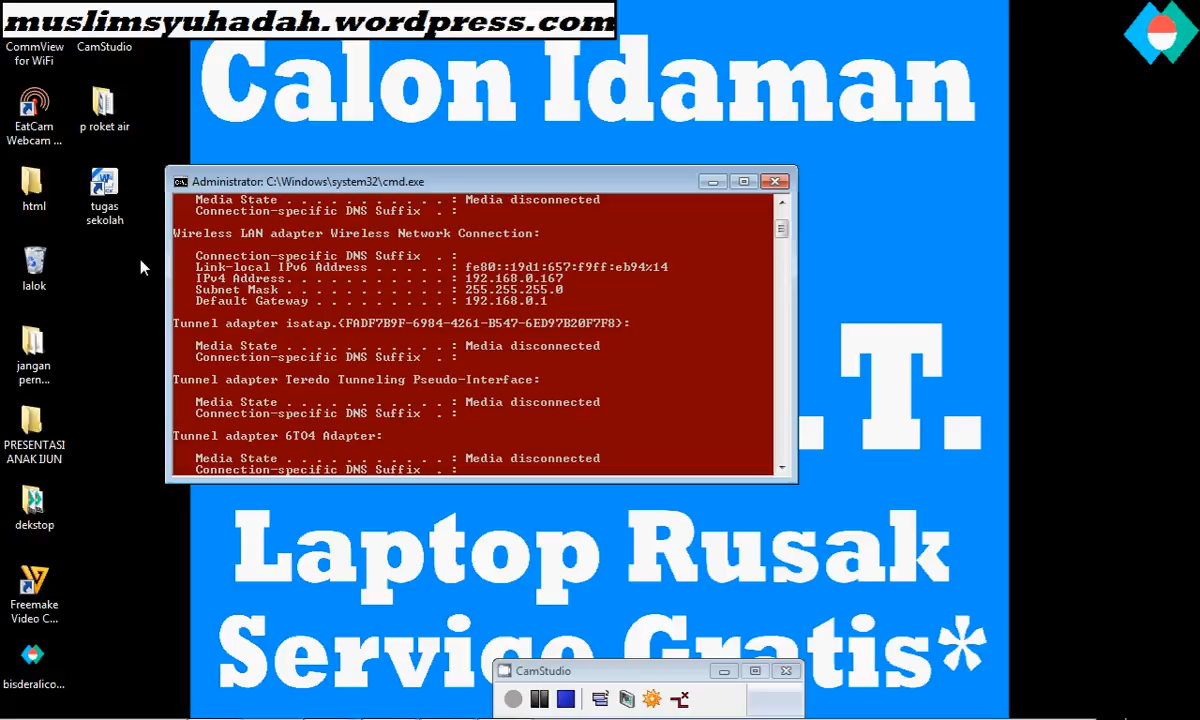 muslimsyuhadah.wordpress.com
CommView
for WiFi
CamStudio
EatCam
Webcam ...
p roket air
html
tugas
sekolah
lalok
jangan
pern...
PRESENTASI
ANAK IJUN
dekstop
Freemake
Video C...
bisderalico...
Calon Idaman
.T.
Laptop Rusak
Service Gratis*
Administrator: C:\Windows\system32\cmd.exe
Media State . . . . . . . . . . . : Media disconnected
Connection-specific DNS Suffix  . :
Wireless LAN adapter Wireless Network Connection:
Connection-specific DNS Suffix  . :
Link-local IPv6 Address . . . . . : fe80::19d1:657:f9ff:eb94%14
IPv4 Address. . . . . . . . . . . : 192.168.0.167
Subnet Mask . . . . . . . . . . . : 255.255.255.0
Default Gateway . . . . . . . . . : 192.168.0.1
Tunnel adapter isatap.{FADF7B9F-6984-4261-B547-6ED97B20F7F8}:
Media State . . . . . . . . . . . : Media disconnected
Connection-specific DNS Suffix  . :
Tunnel adapter Teredo Tunneling Pseudo-Interface:
Media State . . . . . . . . . . . : Media disconnected
Connection-specific DNS Suffix  . :
Tunnel adapter 6TO4 Adapter:
Media State . . . . . . . . . . . : Media disconnected
Connection-specific DNS Suffix  . :
CamStudio